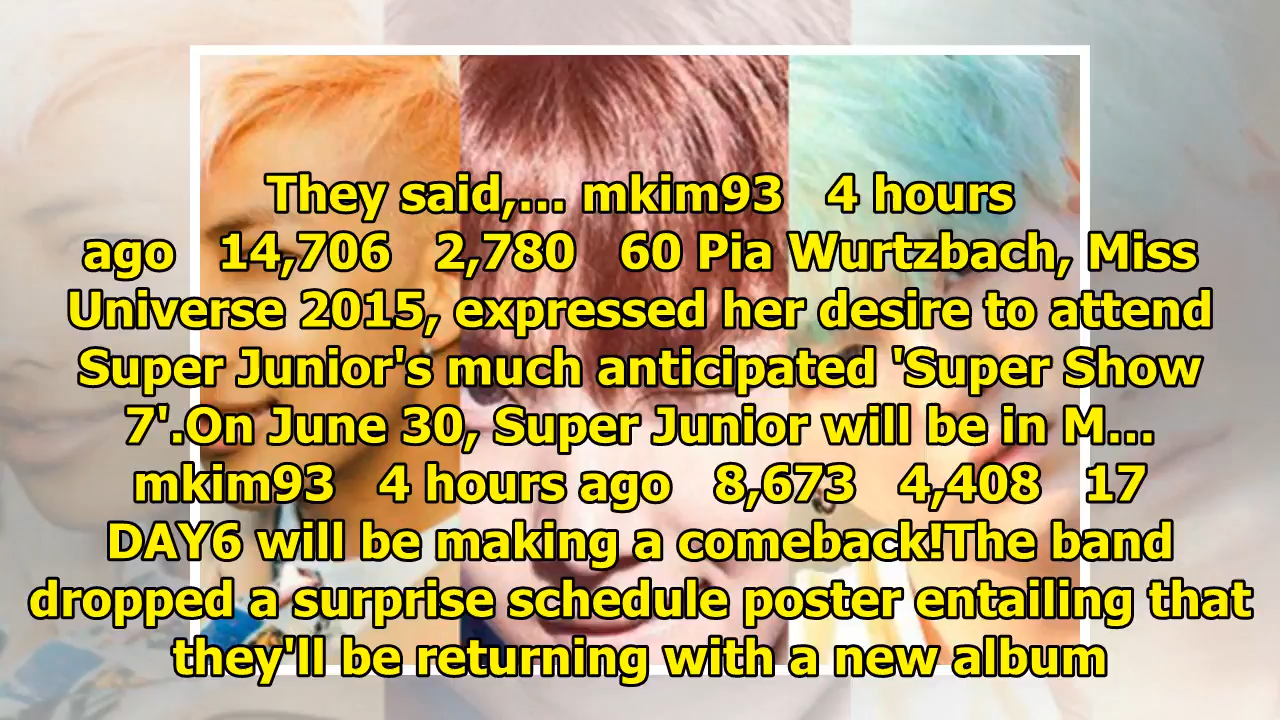 They said,... mkim93 4 hours
ago 14,706 2,780 60 Pia Wurtzbach, Miss
Universe 2015, expressed her desire to attend
Super Junior's much anticipated 'Super Show
7'.On June 30, Super Junior will be in M...
mkim93 4 hours ago 8,673 4,408 17
DAY6 will be making a comeback!The band
dropped a surprise schedule poster entailing that
they'll be returning with a new album